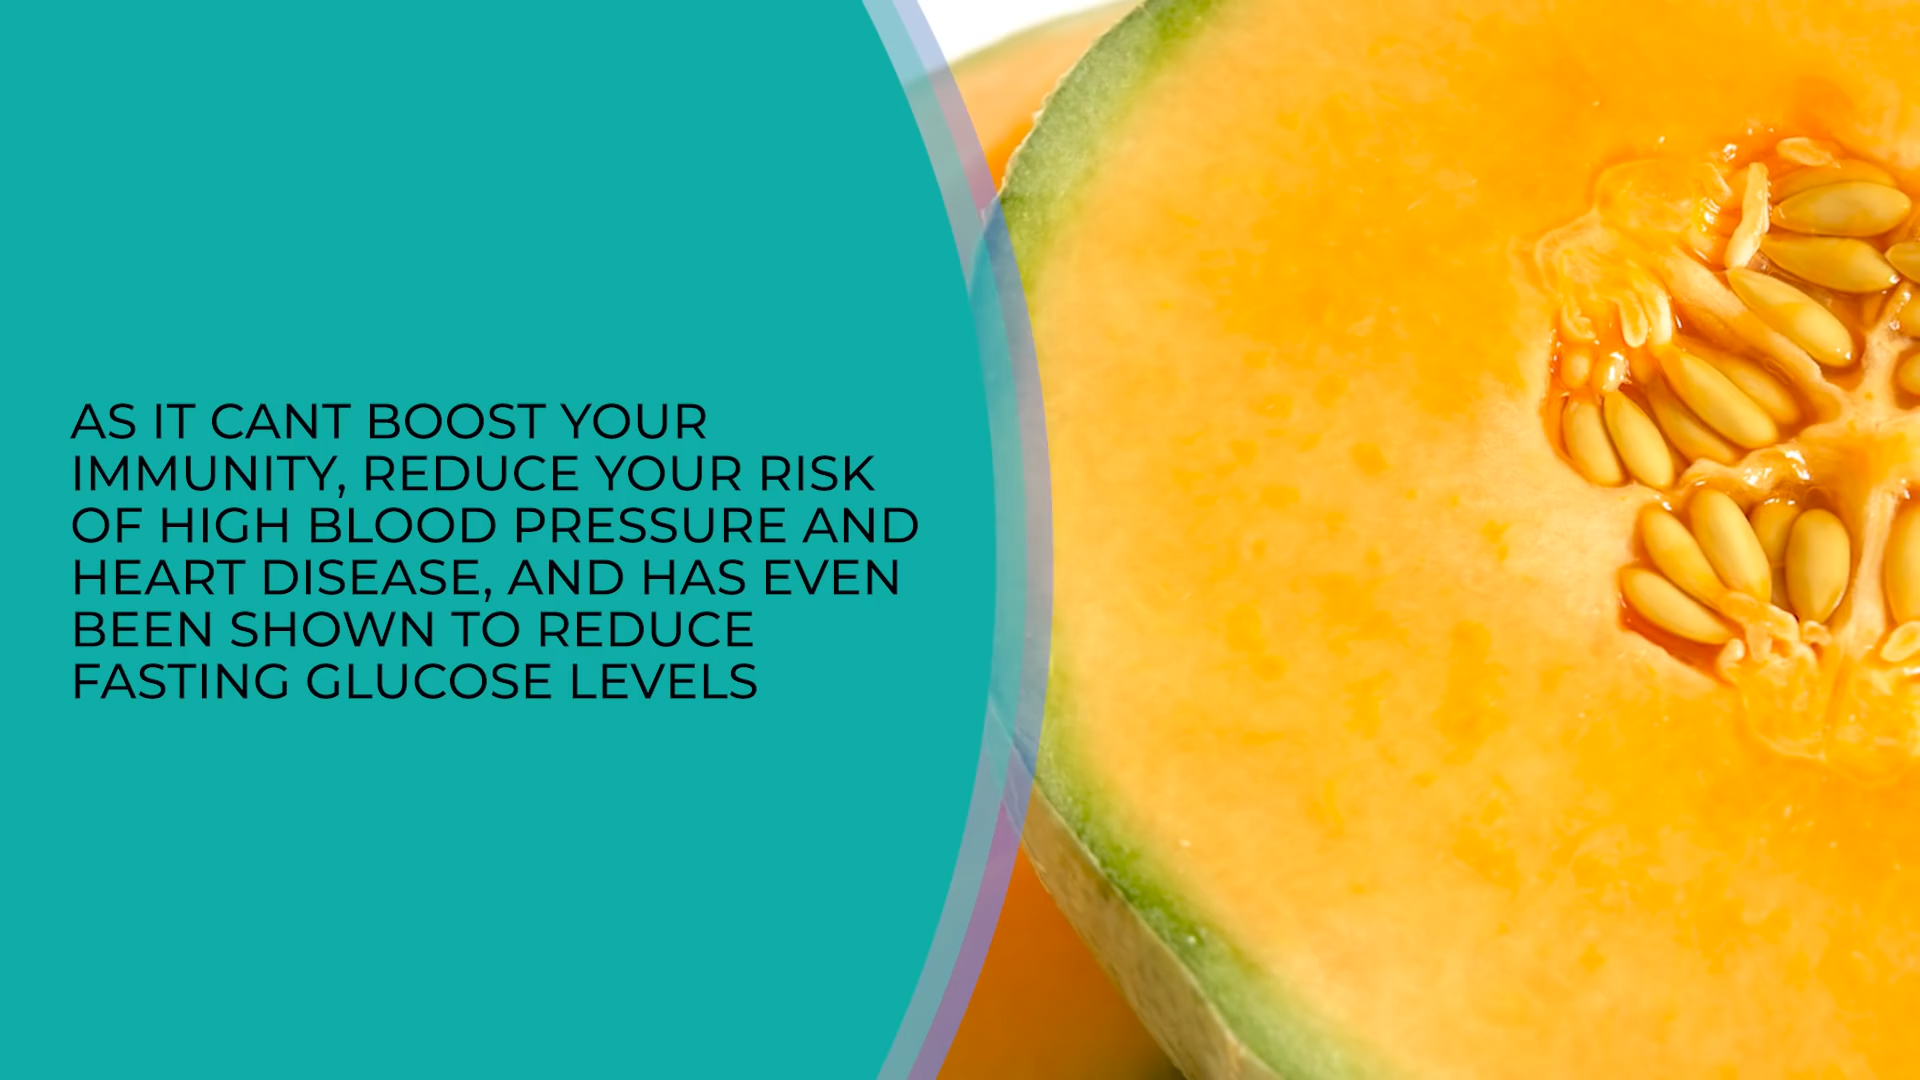 AS IT CANT BOOST YOUR
IMMUNITY, REDUCE YOUR RISK
OF HIGH BLOOD PRESSURE AND
HEART DISEASE, AND HAS EVEN
BEEN SHOWN TO REDUCE
FASTING GLUCOSE LEVELS